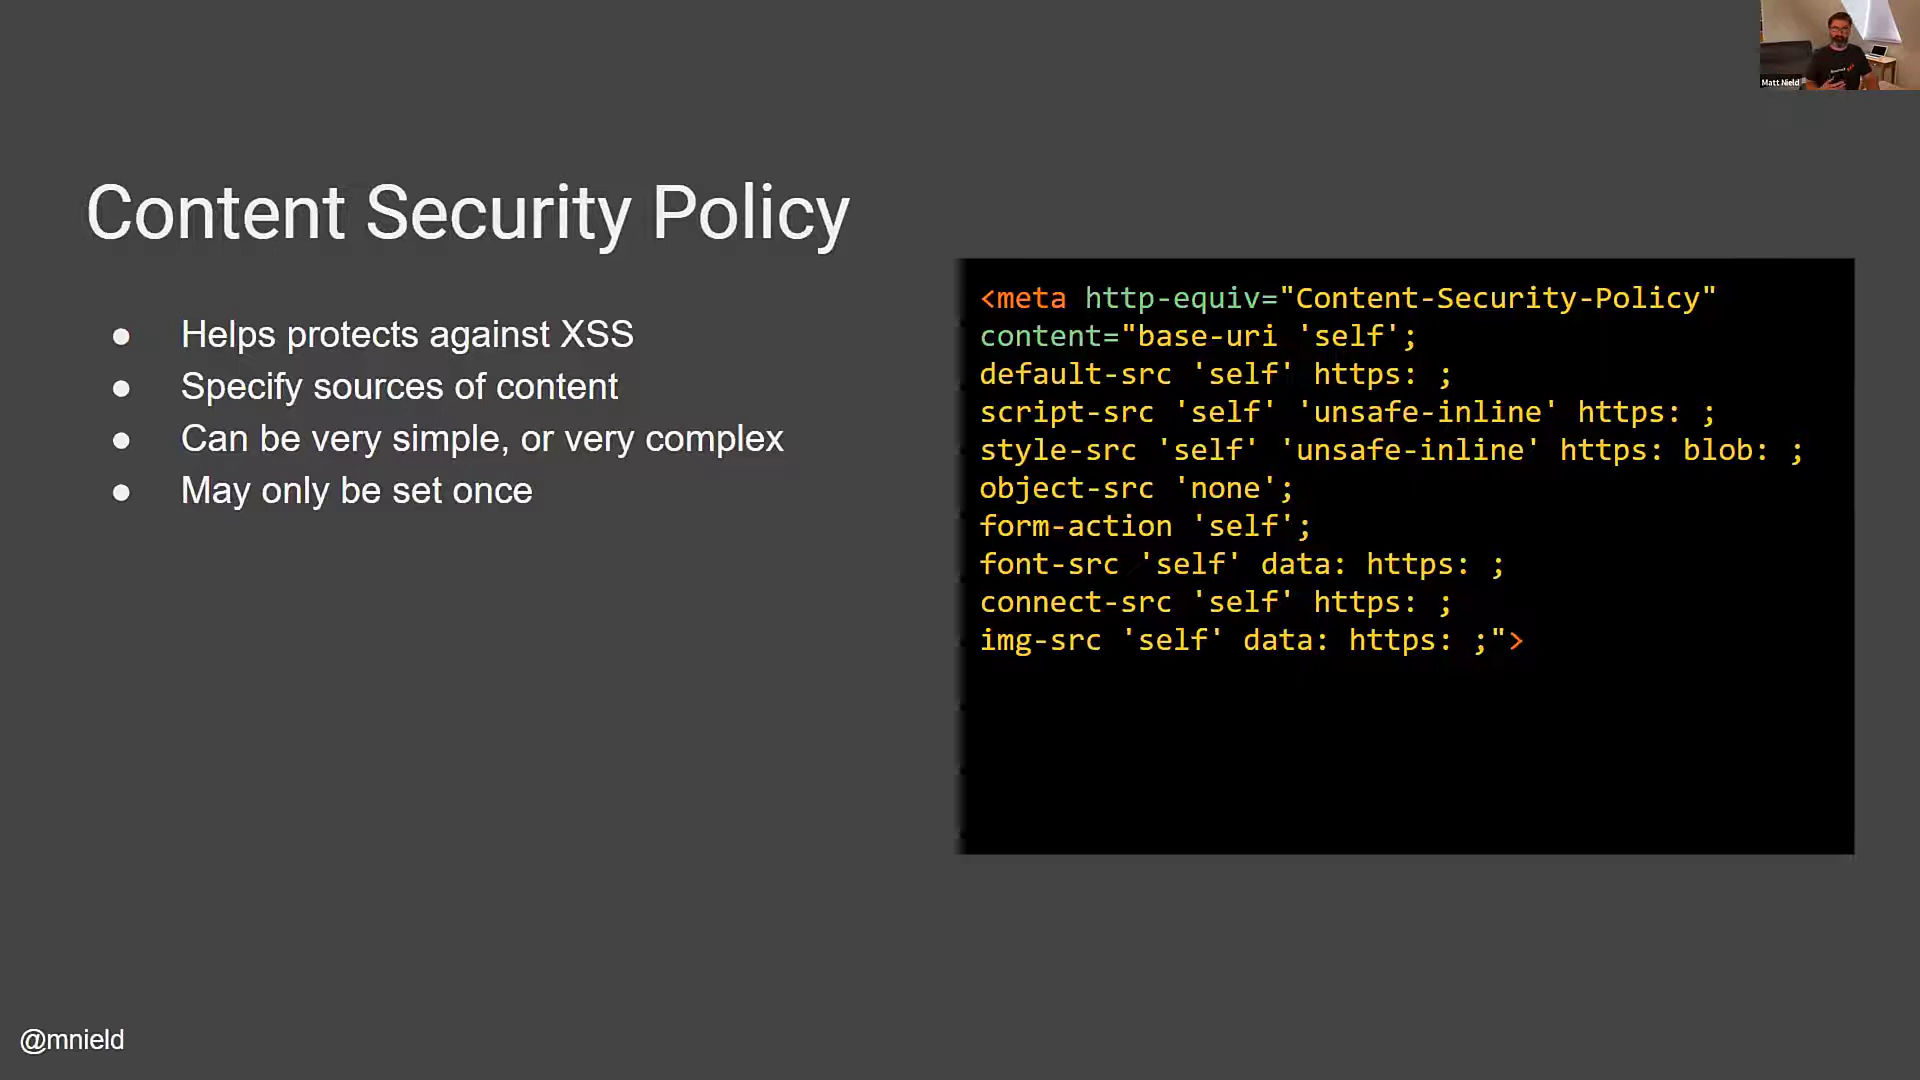 Matt Nield
Content Security Policy
● Helps protects against XSS
● Specify sources of content
● Can be very simple, or very complex
● May only be set once
<meta http-equiv="Content-Security-Policy"
content="base-uri 'self';
default-src 'self' https: ;
script-src 'self' 'unsafe-inline' https: ;
style-src 'self' 'unsafe-inline' https: blob: ;
object-src 'none';
form-action 'self';
font-src 'self' data: https: ;
connect-src 'self' https: ;
img-src 'self' data: https: ;">
@mnield